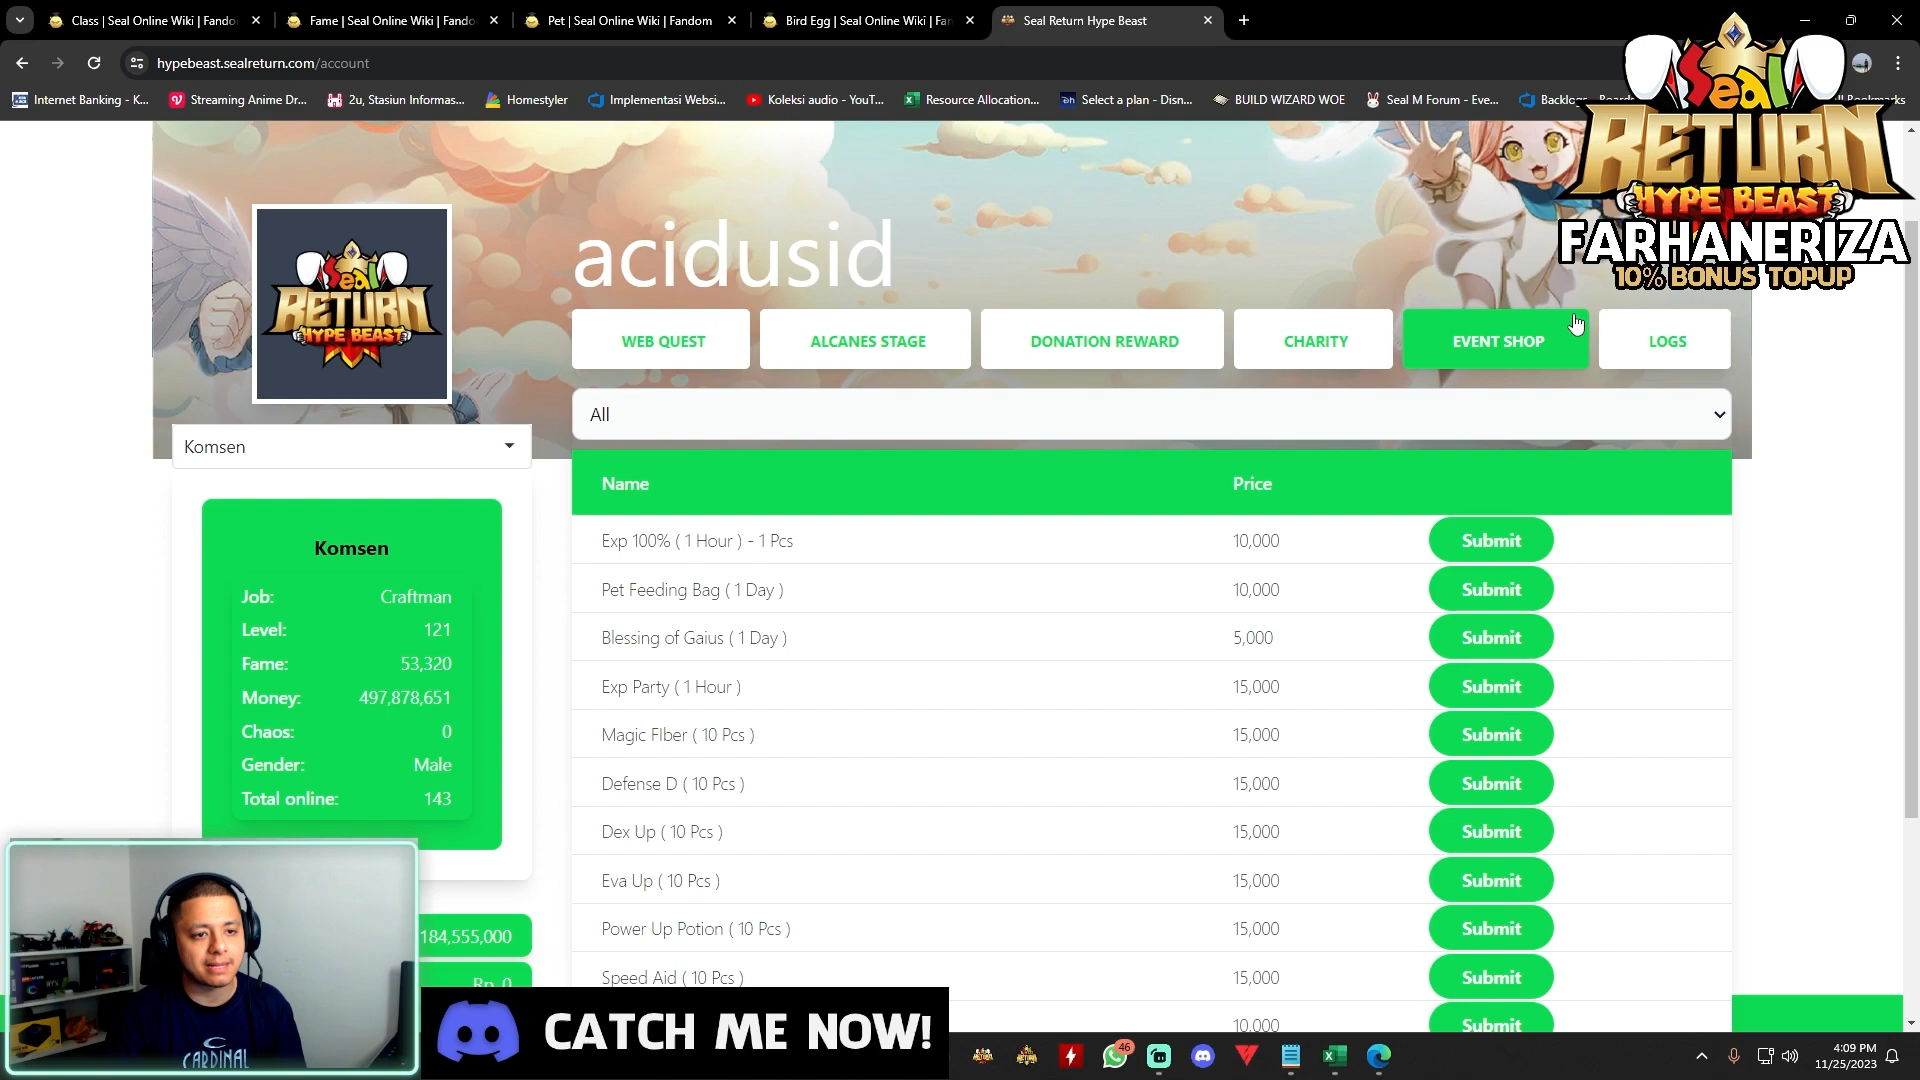 Class | Seal Online Wiki | Fando
Fame | Seal Online Wiki | Fando
Pet | Seal Online Wiki | Fandom
Bird Egg | Seal Online Wiki | Fan
Seal Return Hype Beast
hypebeast.sealreturn.com/account
Internet Banking - K...
Streaming Anime Dr...
2u, Stasiun Informas...
Homestyler
Implementasi Websi...
Koleksi audio - YouT...
Resource Allocation...
Select a plan - Disn...
BUILD WIZARD WOE
Seal M Forum - Eve...
Seal
RETURN
HYPE BEAST
FARHANERIZA
10% BONUS TOPUP
Seal
RETURN
HYPE BEAST
acidusid
WEB QUEST
ALCANES STAGE
DONATION REWARD
CHARITY
EVENT SHOP
LOGS
All
Komsen
Komsen
Job: Craftman
Level: 121
Fame: 53,320
Money: 497,878,651
Chaos: 0
Gender: Male
Total online: 143
184,555,000
Rp. 0
Name Price
Exp 100% ( 1 Hour ) - 1 Pcs 10,000 Submit
Pet Feeding Bag ( 1 Day ) 10,000 Submit
Blessing of Gaius ( 1 Day ) 5,000 Submit
Exp Party ( 1 Hour ) 15,000 Submit
Magic FIber ( 10 Pcs ) 15,000 Submit
Defense D ( 10 Pcs ) 15,000 Submit
Dex Up ( 10 Pcs ) 15,000 Submit
Eva Up ( 10 Pcs ) 15,000 Submit
Power Up Potion ( 10 Pcs ) 15,000 Submit
Speed Aid ( 10 Pcs ) 15,000 Submit
10,000 Submit
CARDINAL
CATCH ME NOW!
46
4:09 PM
11/25/2023